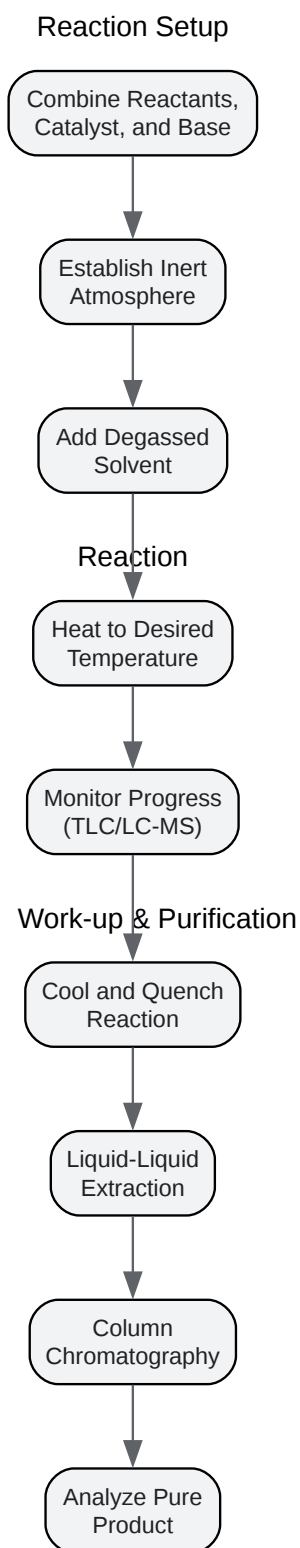 Reaction Setup
Combine Reactants,
Catalyst, and Base
Establish Inert
Atmosphere
Add Degassed
Solvent
Reaction
Heat to Desired
Temperature
Monitor Progress
(TLC/LC-MS)
Work-up & Purification
Cool and Quench
Reaction
Liquid-Liquid
Extraction
Column
Chromatography
Analyze Pure
Product